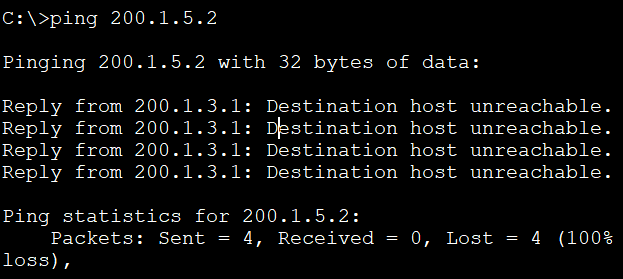 C:\>ping 200.1.5.2
Pinging 200.1.5.2 with 32 bytes of data:
Reply from 200.1.3.1: Destination host unreachable.
Reply from 200.1.3.1: Destination host unreachable.
Reply from 200.1.3.1: Destination host unreachable.
Reply from 200.1.3.1: Destination host unreachable.
Ping statistics for 200.1.5.2:
    Packets: Sent = 4, Received = 0, Lost = 4 (100%
loss),